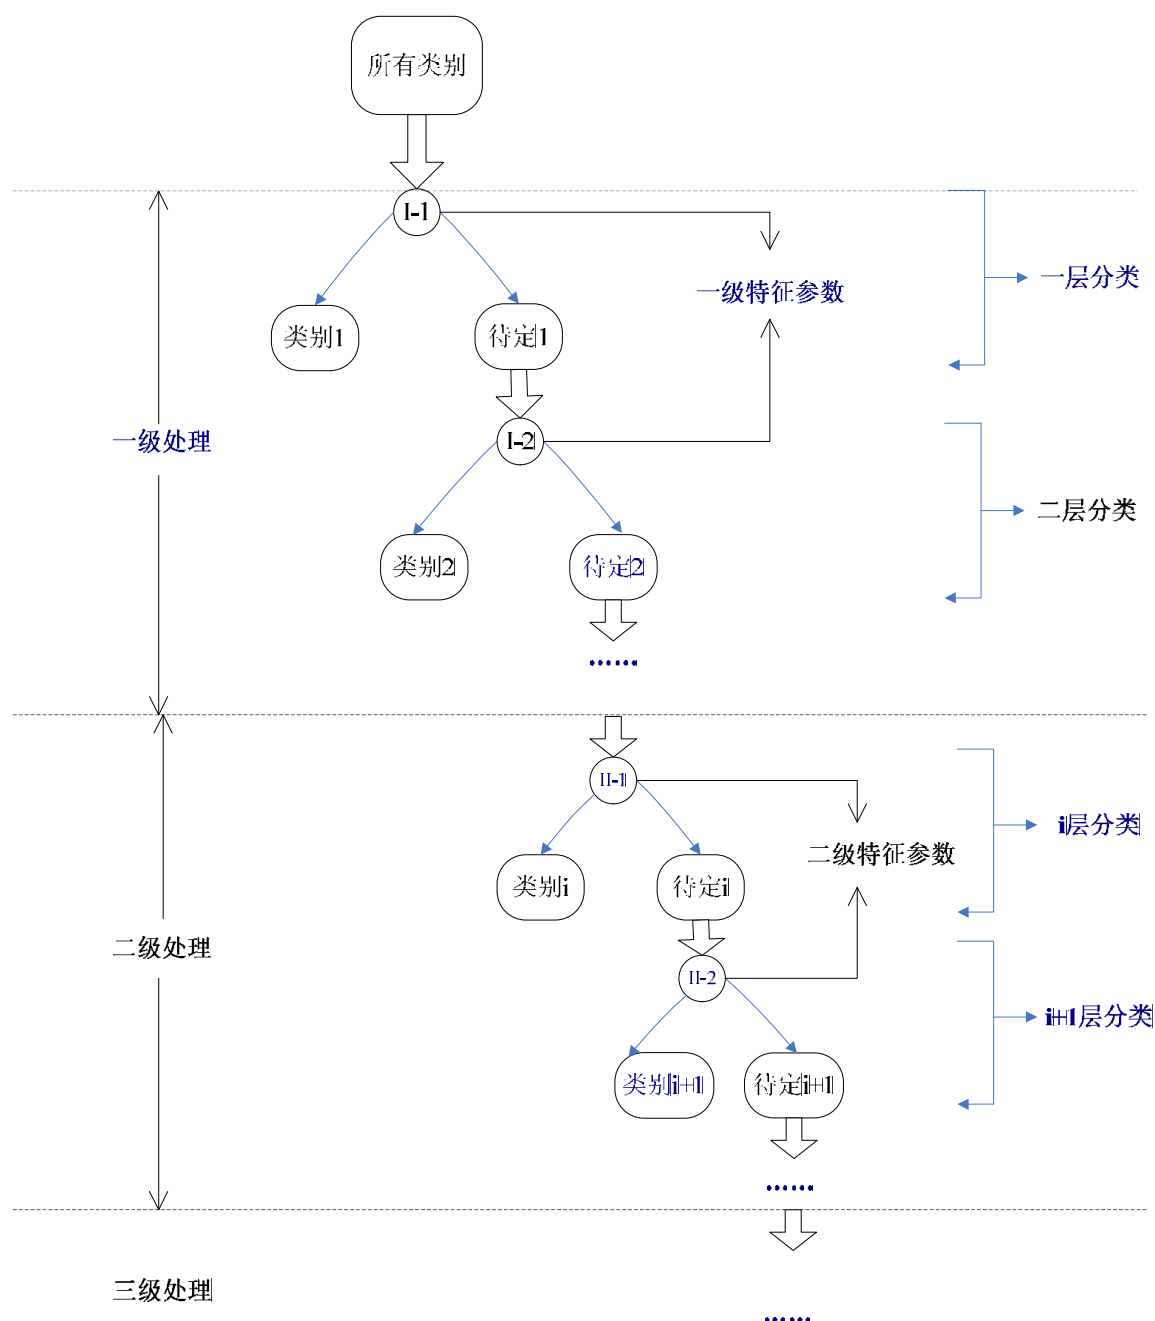 所有类别
I-1
一级特征参数
一层分类
类别1
待定1
一级处理
I-2
二层分类
类别2
待定2
......
II-1
i层分类
二级特征参数
类别i
待定i
二级处理
II-2
i+1层分类
类别i+1
待定i+1
......
三级处理
......